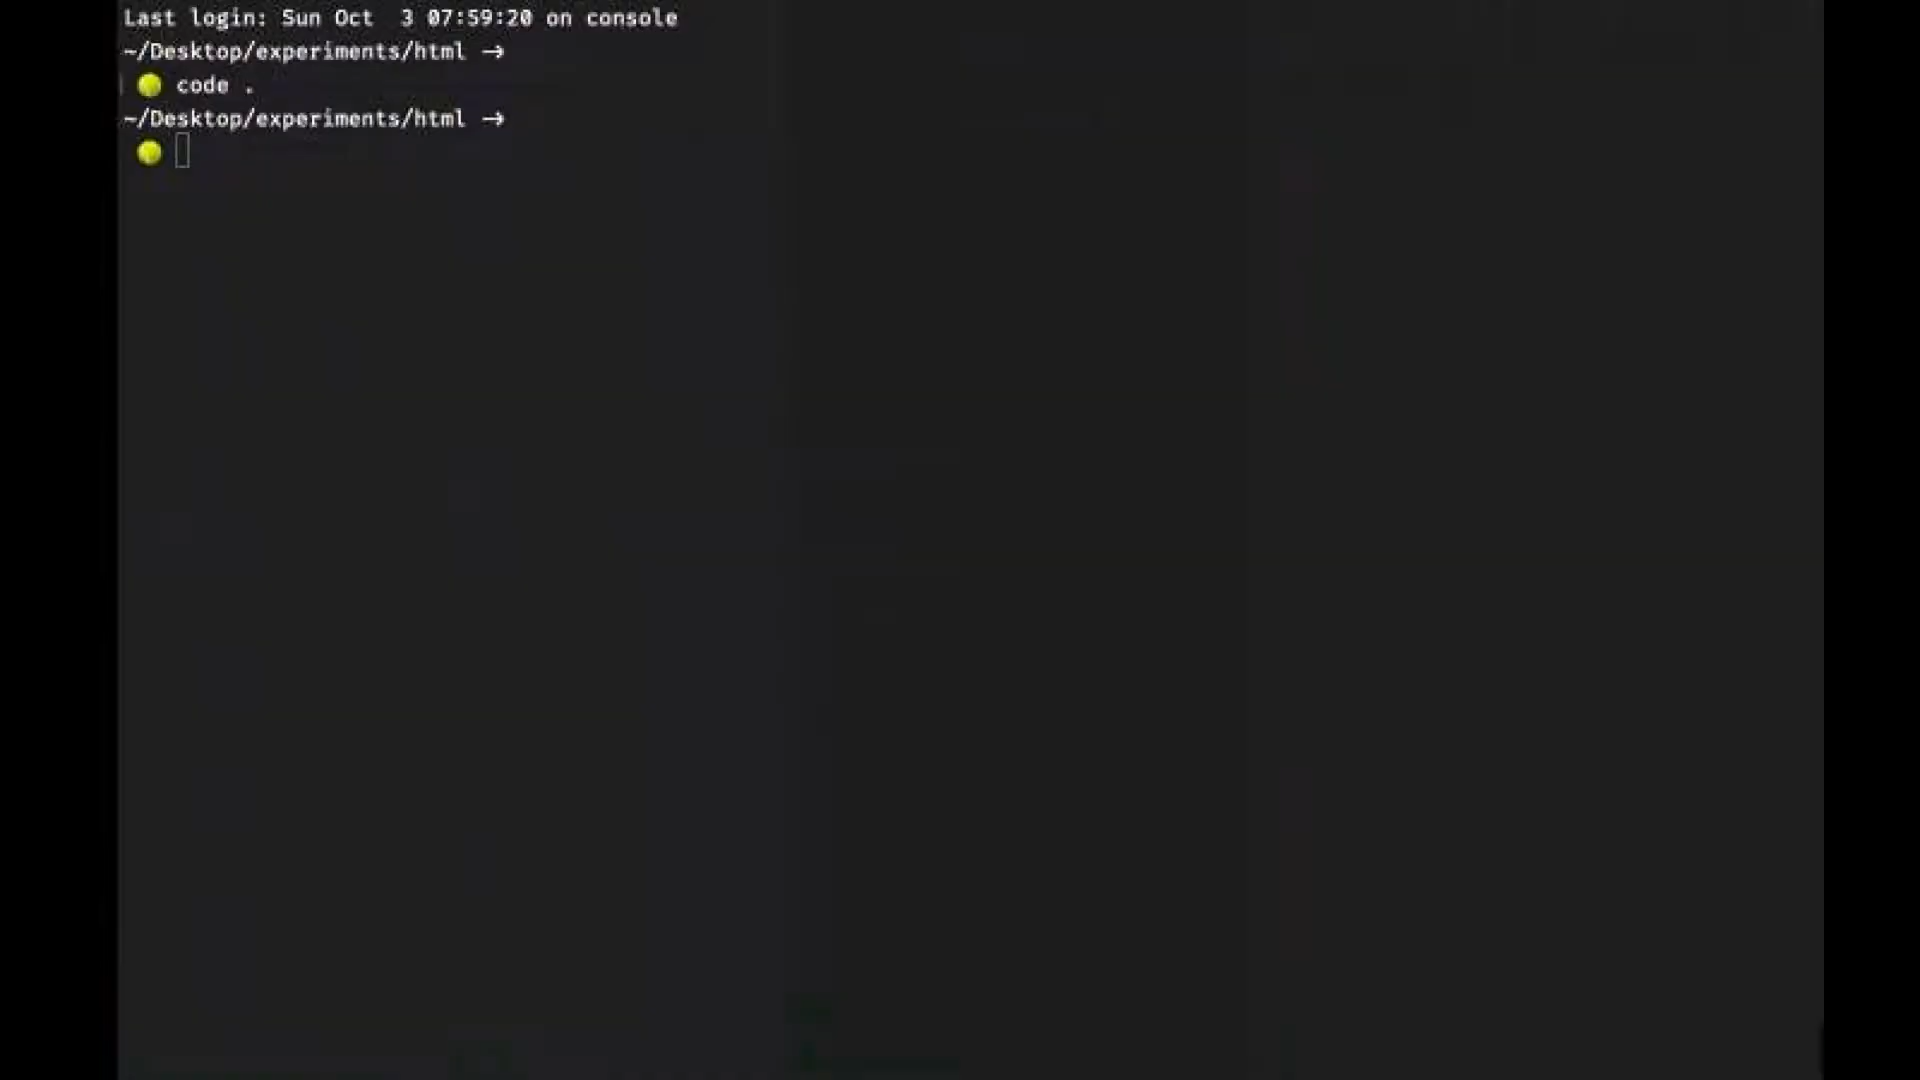 Last login: Sun Oct  3 07:59:20 on console
~/Desktop/experiments/html →
code .
~/Desktop/experiments/html →